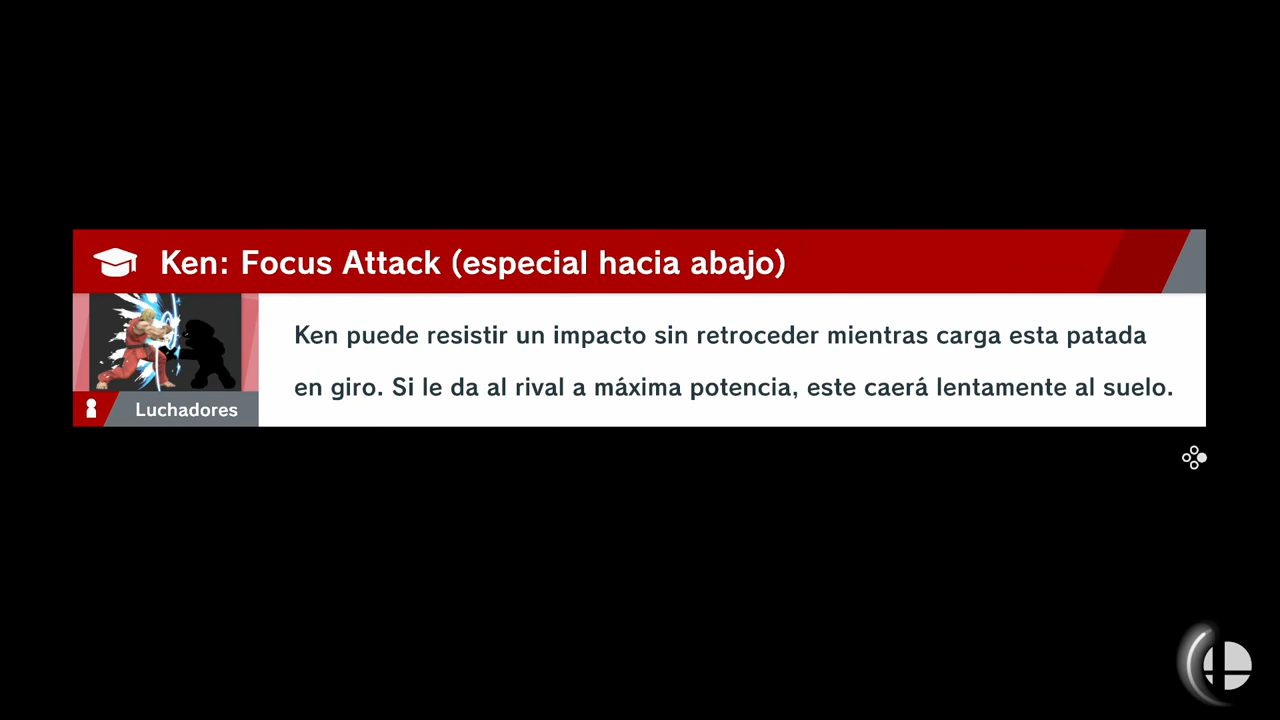 Ken: Focus Attack (especial hacia abajo)
Ken puede resistir un impacto sin retroceder mientras carga esta patada
en giro. Si le da al rival a máxima potencia, este caerá lentamente al suelo.
Luchadores